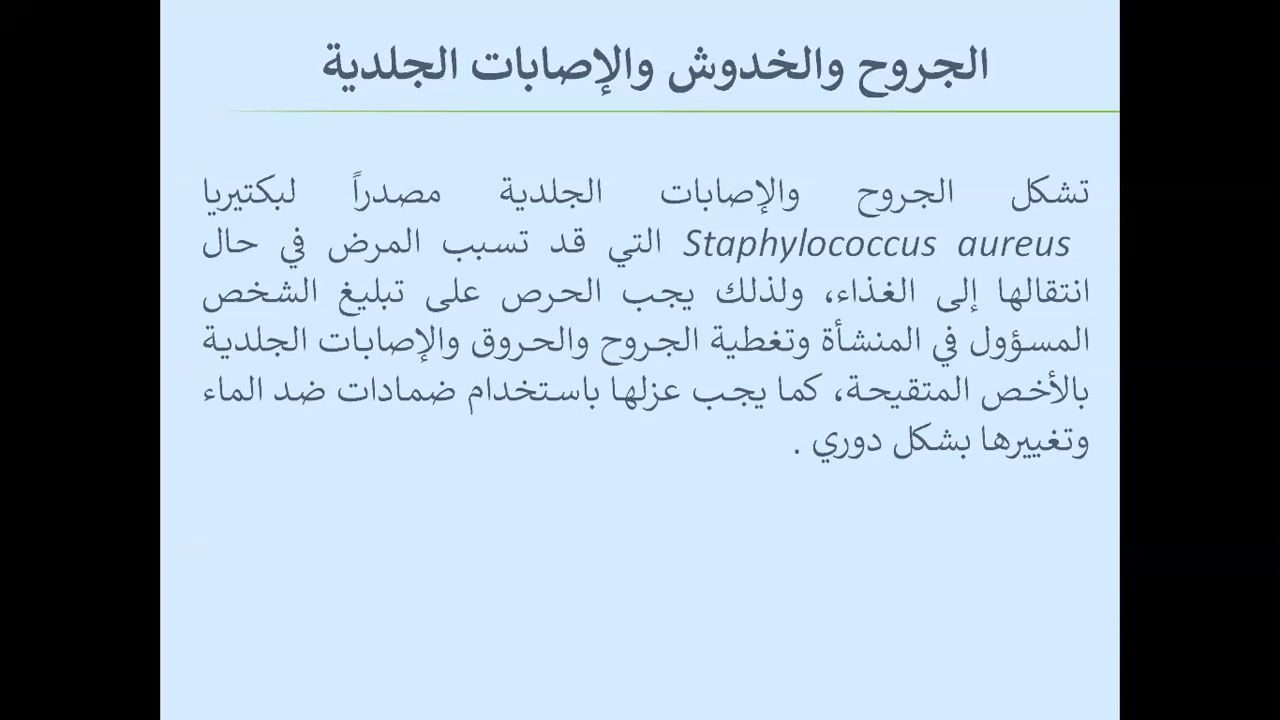 الجروح والخدوش والإصابات الجلدية
تشكل الجروح والإصابات الجلدية مصدراً لبكتيريا
Staphylococcus aureus التي قد تسبب المرض في حال
انتقالها إلى الغذاء، ولذلك يجب الحرص على تبليغ الشخص
المسؤول في المنشأة وتغطية الجروح والحروق والإصابات الجلدية
بالأخص المتقيحة، كما يجب عزلها باستخدام ضمادات ضد الماء
وتغييرها بشكل دوري .